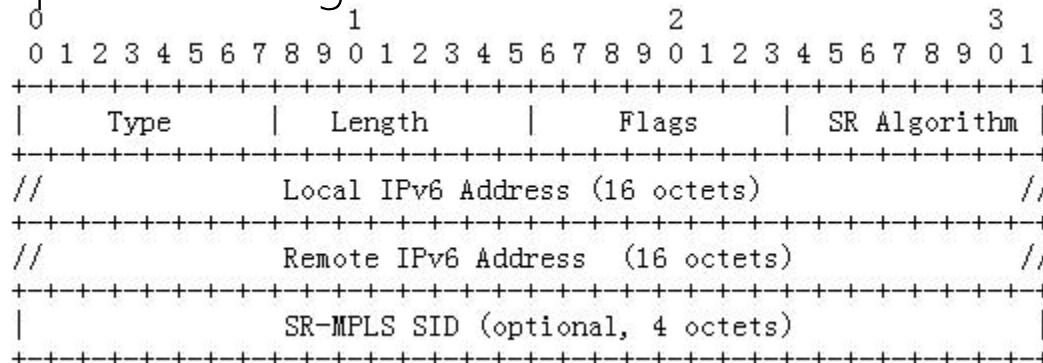 0 1 2 3
0 1 2 3 4 5 6 7 8 9 0 1 2 3 4 5 6 7 8 9 0 1 2 3 4 5 6 7 8 9 0 1
+-+-+-+-+-+-+-+-+-+-+-+-+-+-+-+-+-+-+-+-+-+-+-+-+-+-+-+-+-+-+-+-+
| Type | Length | Flags | SR Algorithm |
+-+-+-+-+-+-+-+-+-+-+-+-+-+-+-+-+-+-+-+-+-+-+-+-+-+-+-+-+-+-+-+-+
// Local IPv6 Address (16 octets) //
+-+-+-+-+-+-+-+-+-+-+-+-+-+-+-+-+-+-+-+-+-+-+-+-+-+-+-+-+-+-+-+-+
// Remote IPv6 Address (16 octets) //
+-+-+-+-+-+-+-+-+-+-+-+-+-+-+-+-+-+-+-+-+-+-+-+-+-+-+-+-+-+-+-+-+
| SR-MPLS SID (optional, 4 octets) |
+-+-+-+-+-+-+-+-+-+-+-+-+-+-+-+-+-+-+-+-+-+-+-+-+-+-+-+-+-+-+-+-+